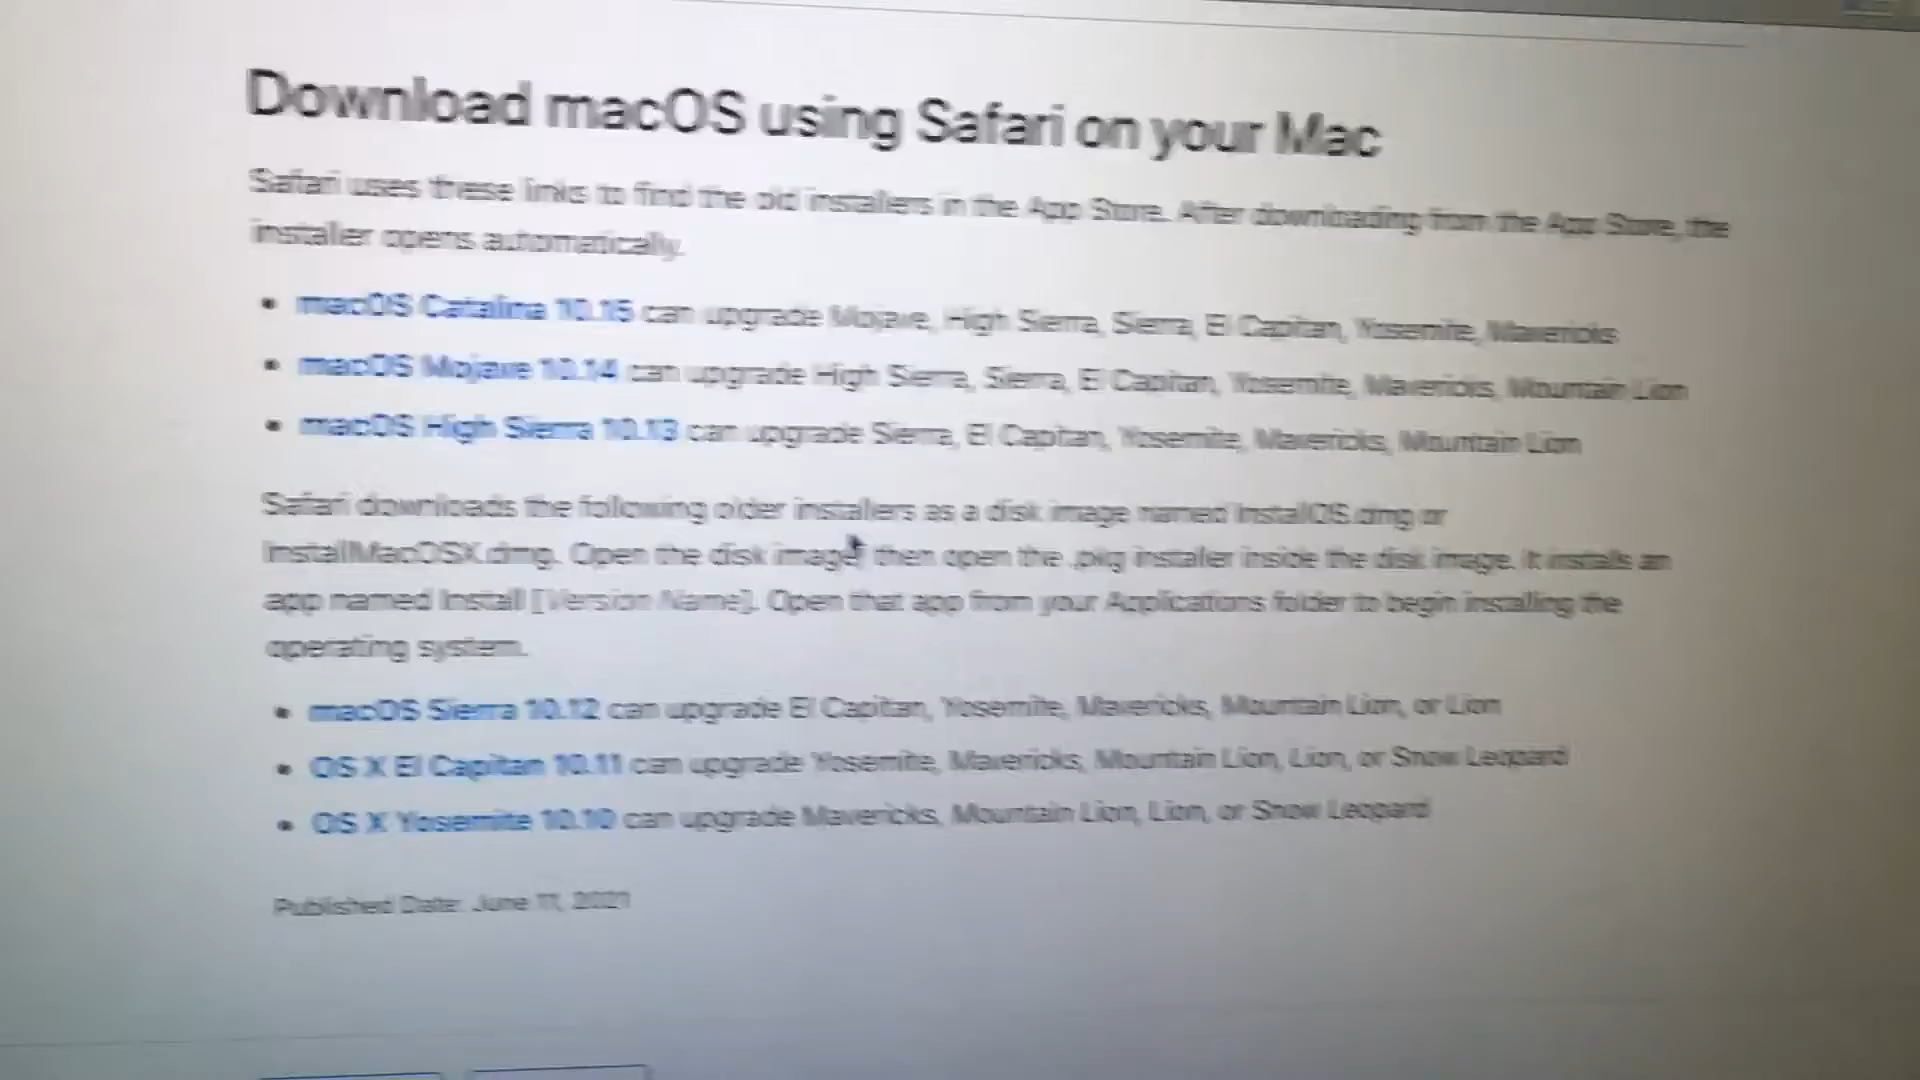 Download macOS using Safari on your Mac
Safari uses these links to find the old installers in the App Store. After downloading from the App Store, the
installer opens automatically.
• macOS Catalina 10.15 can upgrade Mojave, High Sierra, Sierra, El Capitan, Yosemite, Mavericks
• macOS Mojave 10.14 can upgrade High Sierra, Sierra, El Capitan, Yosemite, Mavericks, Mountain Lion
• macOS High Sierra 10.13 can upgrade Sierra, El Capitan, Yosemite, Mavericks, Mountain Lion
Safari downloads the following older installers as a disk image named InstallOS.dmg or
InstallMacOSX.dmg. Open the disk image, then open the .pkg installer inside the disk image. It installs an
app named Install [Version Name]. Open that app from your Applications folder to begin installing the
operating system.
• macOS Sierra 10.12 can upgrade El Capitan, Yosemite, Mavericks, Mountain Lion, or Lion
• OS X El Capitan 10.11 can upgrade Yosemite, Mavericks, Mountain Lion, Lion, or Snow Leopard
• OS X Yosemite 10.10 can upgrade Mavericks, Mountain Lion, Lion, or Snow Leopard
Published Date: June 11, 2021